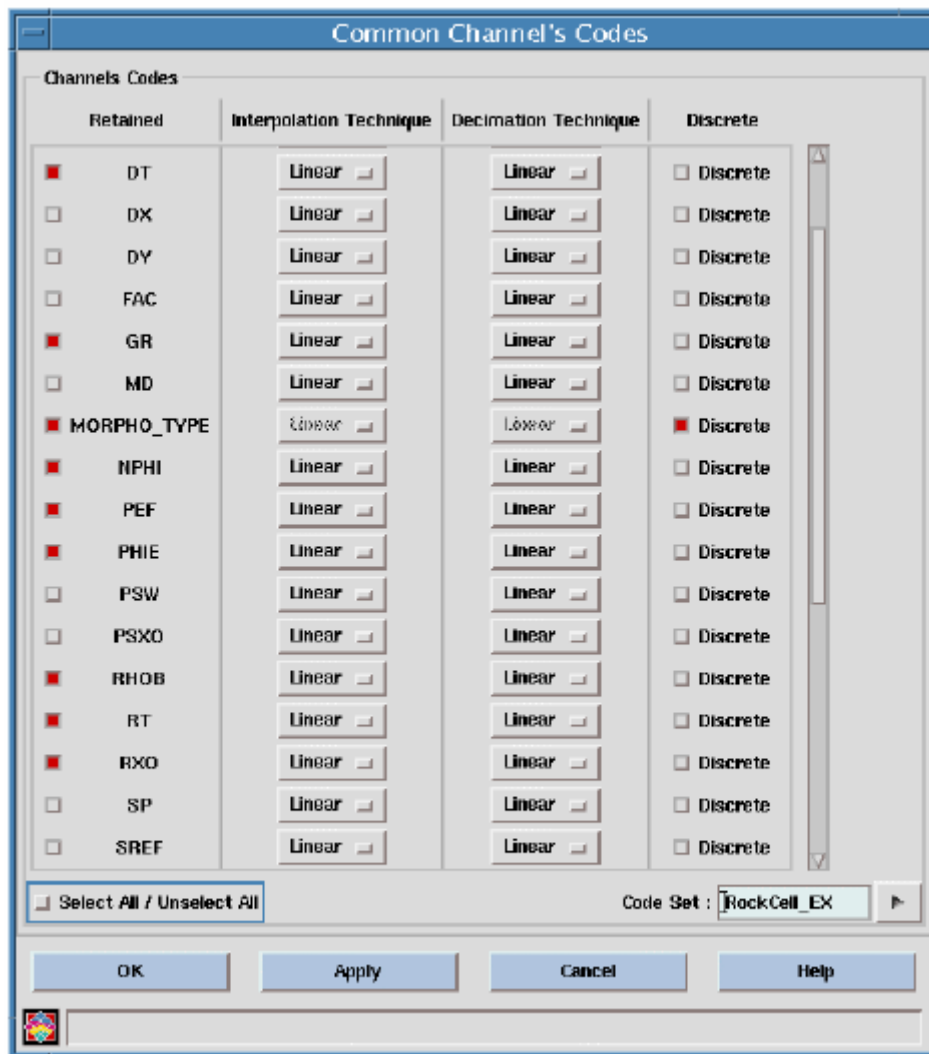 Common Channel's Codes
Channels Codes
Retained Interpolation Technique Decimation Technique Discrete
DT Linear Linear Discrete
DX Linear Linear Discrete
DY Linear Linear Discrete
FAC Linear Linear Discrete
GR Linear Linear Discrete
MD Linear Linear Discrete
MORPHO_TYPE Linear Linear Discrete
NPHI Linear Linear Discrete
PEF Linear Linear Discrete
PHIE Linear Linear Discrete
PSW Linear Linear Discrete
PSXO Linear Linear Discrete
RHOB Linear Linear Discrete
RT Linear Linear Discrete
RXO Linear Linear Discrete
SP Linear Linear Discrete
SREF Linear Linear Discrete
Select All / Unselect All Code Set : RockCell_EX
OK Apply Cancel Help